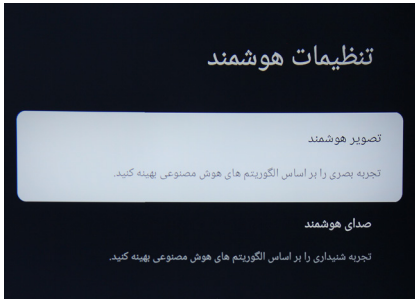 تنظیمات هوشمند
تصویر هوشمند
تجربه بصری را بر اساس الگوریتم های هوش مصنوعی بهینه کنید.
صدای هوشمند
تجربه شنیداری را بر اساس الگوریتم های هوش مصنوعی بهینه کنید.